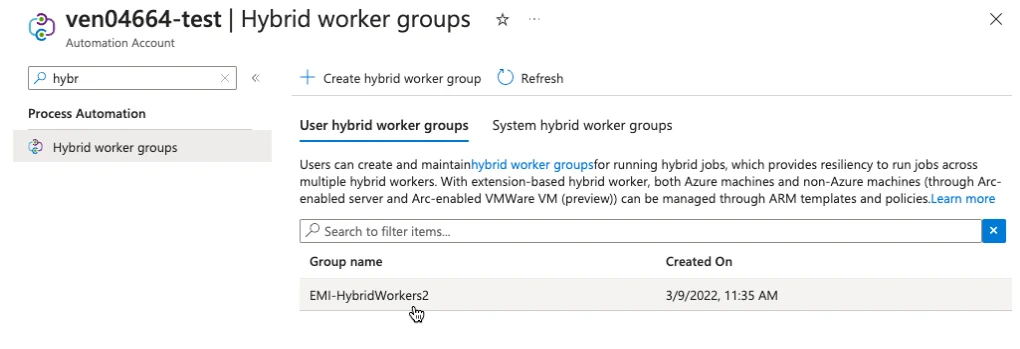 ven04664-test | Hybrid worker groups ☆ ···
Automation Account
hybr
Create hybrid worker group Refresh
Process Automation
Hybrid worker groups
User hybrid worker groups System hybrid worker groups
Users can create and maintainhybrid worker groupsfor running hybrid jobs, which provides resiliency to run jobs across
multiple hybrid workers. With extension-based hybrid worker, both Azure machines and non-Azure machines (through Arc-
enabled server and Arc-enabled VMWare VM (preview)) can be managed through ARM templates and policies.Learn more
Search to filter items...
Group name Created On
EMI-HybridWorkers2 3/9/2022, 11:35 AM